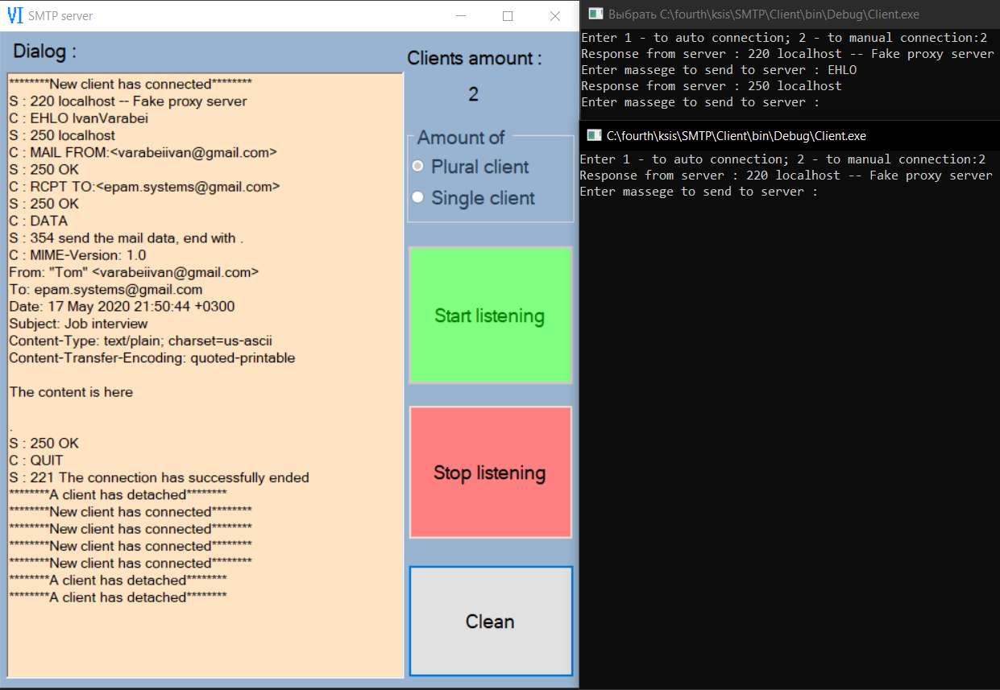 VI SMTP server
Dialog :
********New client has connected********
S : 220 localhost -- Fake proxy server
C : EHLO IvanVarabei
S : 250 localhost
C : MAIL FROM:<varabeiivan@gmail.com>
S : 250 OK
C : RCPT TO:<epam.systems@gmail.com>
S : 250 OK
C : DATA
S : 354 send the mail data, end with .
C : MIME-Version: 1.0
From: "Tom" <varabeiivan@gmail.com>
To: epam.systems@gmail.com
Date: 17 May 2020 21:50:44 +0300
Subject: Job interview
Content-Type: text/plain; charset=us-ascii
Content-Transfer-Encoding: quoted-printable
The content is here
.
S : 250 OK
C : QUIT
S : 221 The connection has successfully ended
********A client has detached********
********New client has connected********
********New client has connected********
********New client has connected********
********New client has connected********
********A client has detached********
********A client has detached********
Clients amount :
2
Amount of
Plural client
Single client
Start listening
Stop listening
Clean
Выбрать C:\fourth\ksis\SMTP\Client\bin\Debug\Client.exe
Enter 1 - to auto connection; 2 - to manual connection:2
Response from server : 220 localhost -- Fake proxy server
Enter massege to send to server : EHLO
Response from server : 250 localhost
Enter massege to send to server :
C:\fourth\ksis\SMTP\Client\bin\Debug\Client.exe
Enter 1 - to auto connection; 2 - to manual connection:2
Response from server : 220 localhost -- Fake proxy server
Enter massege to send to server :